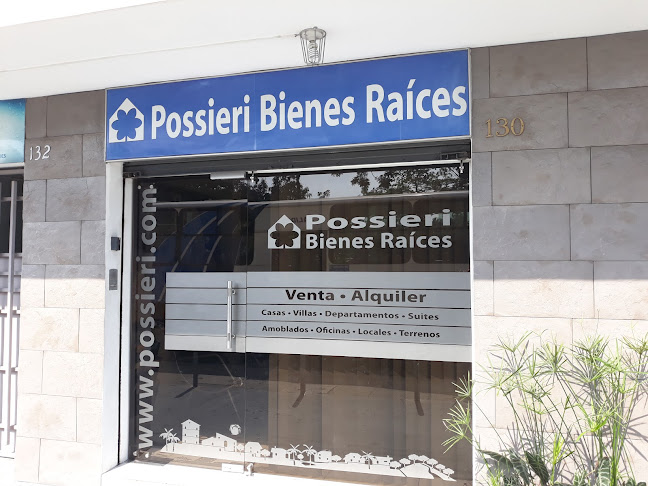 Possieri Bienes Raíces
132
130
Possieri
Bienes Raíces
Venta • Alquiler
Casas • Villas • Departamentos • Suites
Amoblados • Oficinas • Locales • Terrenos
www.possieri.com